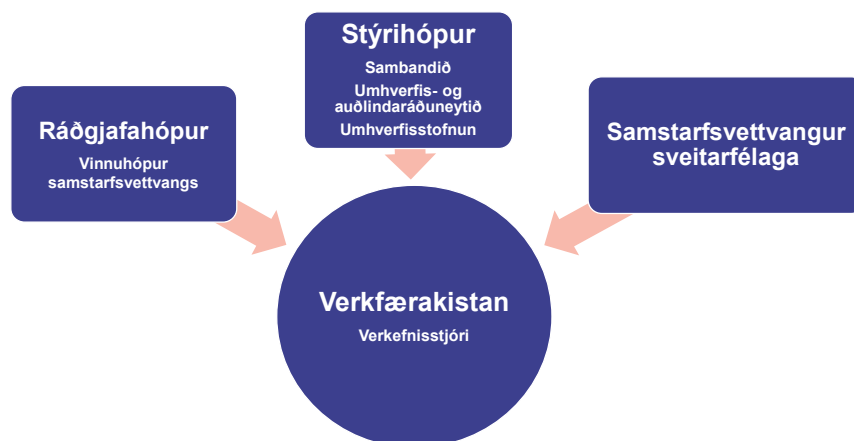 Stýrihópur
Sambandið
Umhverfis- og
auðlindaráðuneytið
Umhverfisstofnun
Ráðgjafahópur
Vinnuhópur
samstarfsvettvangs
Samstarfsvettvangur
sveitarfélaga
Verkfærakistan
Verkefnisstjóri